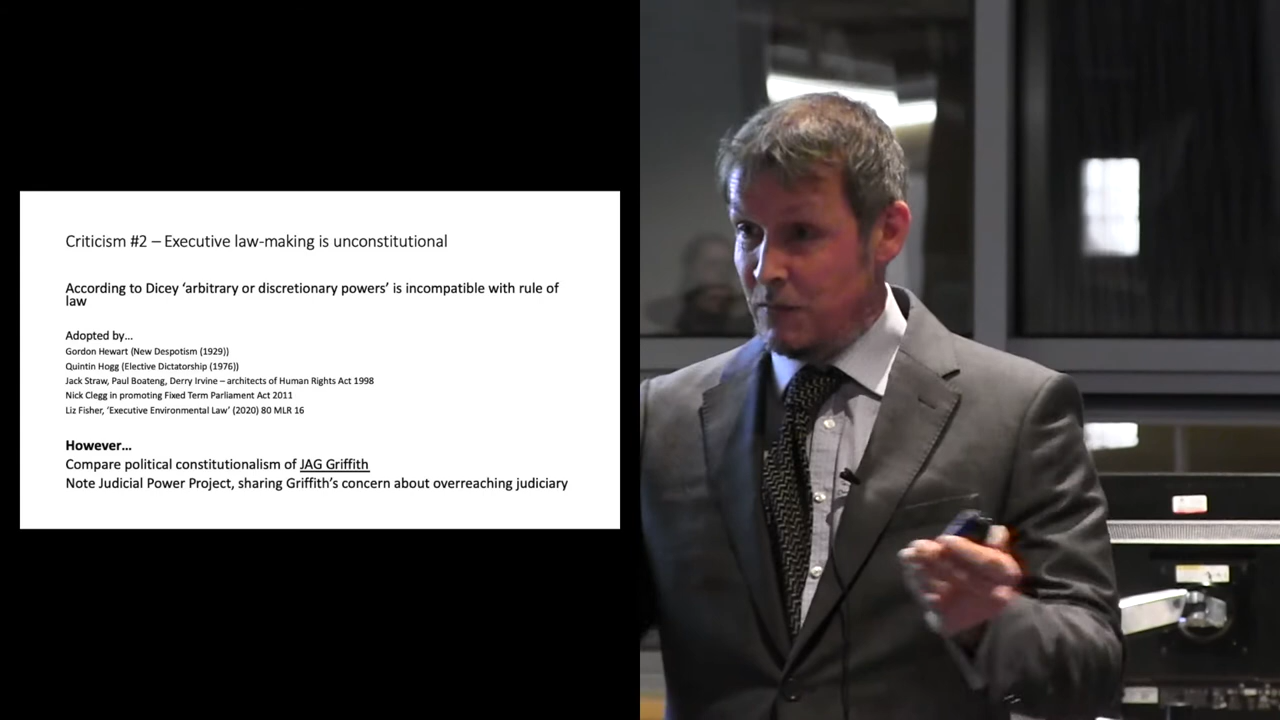 Criticism #2 – Executive law-making is unconstitutional
According to Dicey ‘arbitrary or discretionary powers’ is incompatible with rule of
law
Adopted by…
Gordon Hewart (New Despotism (1929))
Quintin Hogg (Elective Dictatorship (1976))
Jack Straw, Paul Boateng, Derry Irvine – architects of Human Rights Act 1998
Nick Clegg in promoting Fixed Term Parliament Act 2011
Liz Fisher, ‘Executive Environmental Law’ (2020) 80 MLR 16
However…
Compare political constitutionalism of JAG Griffith
Note Judicial Power Project, sharing Griffith’s concern about overreaching judiciary